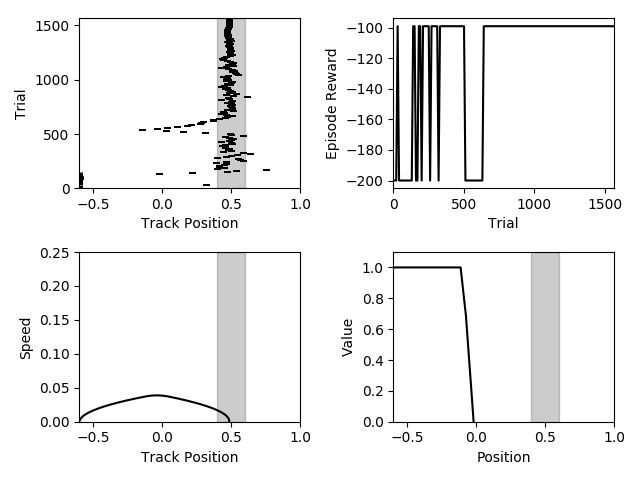 1500
1000
500
0
Trial
−0.5 0.0 0.5 1.0
Track Position
−100
−120
−140
−160
−180
−200
Episode Reward
0 500 1000 1500
Trial
0.25
0.20
0.15
0.10
0.05
0.00
Speed
−0.5 0.0 0.5 1.0
Track Position
1.0
0.8
0.6
0.4
0.2
0.0
Value
−0.5 0.0 0.5 1.0
Position